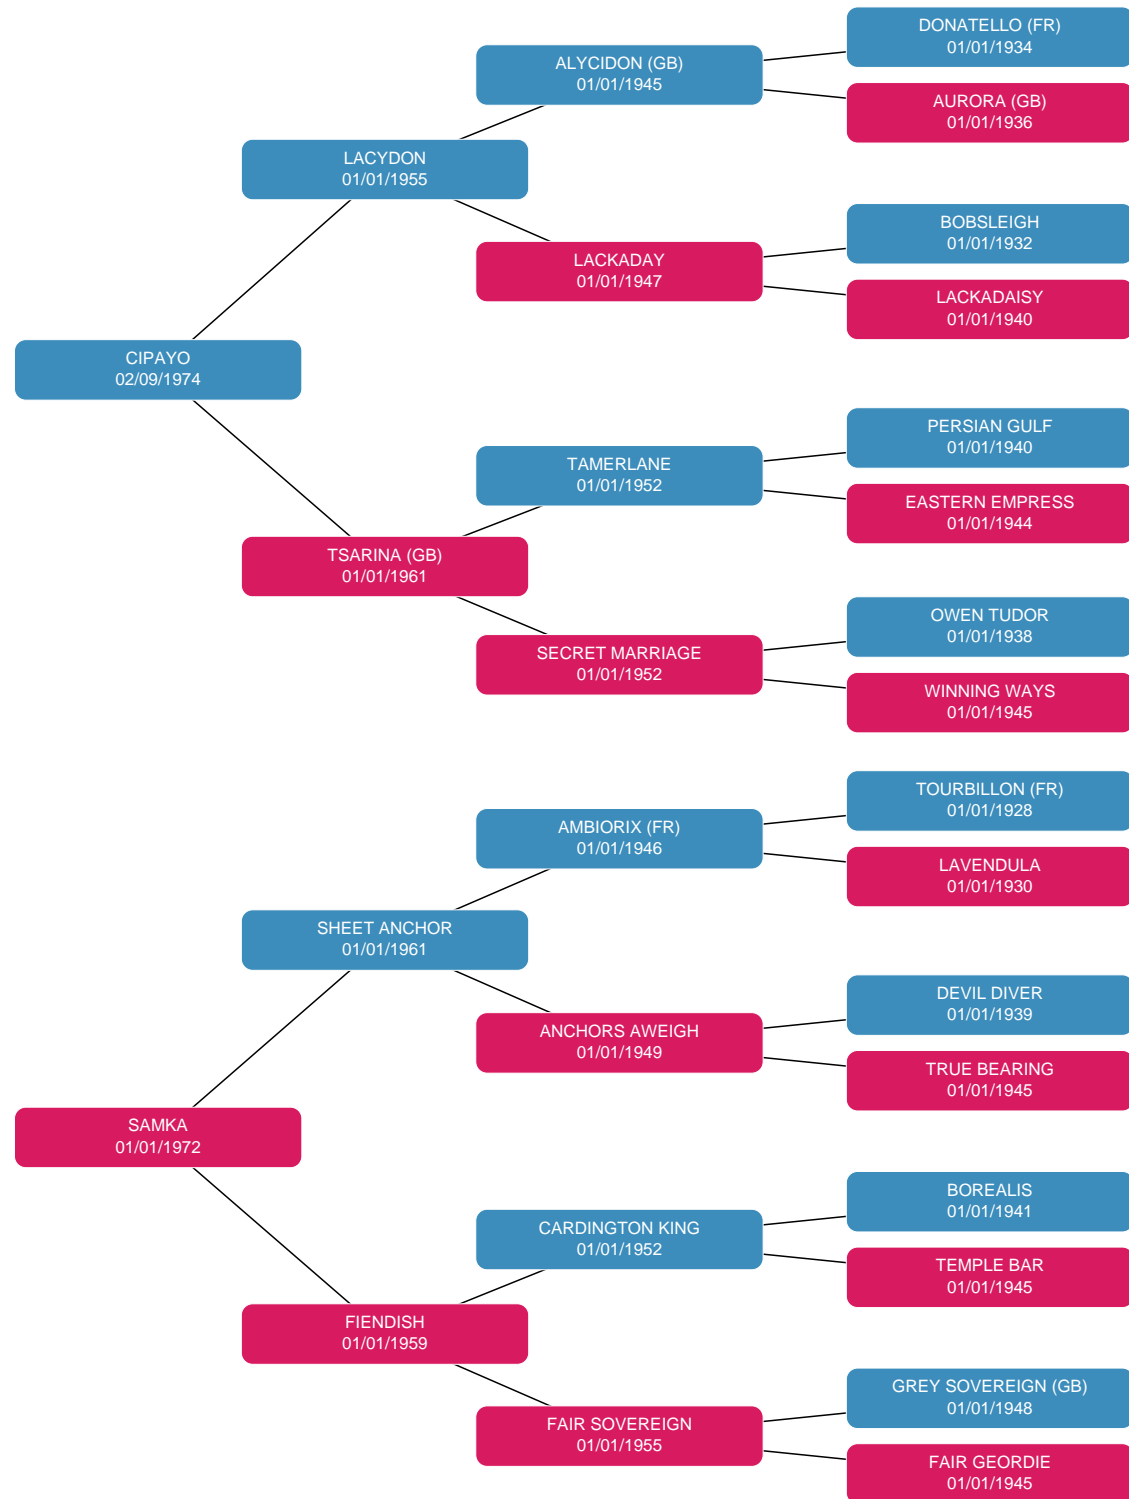 DONATELLO (FR)
01/01/1934
ALYCIDON (GB)
01/01/1945
AURORA (GB)
01/01/1936
LACYDON
01/01/1955
BOBSLEIGH
01/01/1932
LACKADAY
01/01/1947
LACKADAISY
01/01/1940
CIPAYO
02/09/1974
PERSIAN GULF
01/01/1940
TAMERLANE
01/01/1952
EASTERN EMPRESS
01/01/1944
TSARINA (GB)
01/01/1961
OWEN TUDOR
01/01/1938
SECRET MARRIAGE
01/01/1952
WINNING WAYS
01/01/1945
TOURBILLON (FR)
01/01/1928
AMBIORIX (FR)
01/01/1946
LAVENDULA
01/01/1930
SHEET ANCHOR
01/01/1961
DEVIL DIVER
01/01/1939
ANCHORS AWEIGH
01/01/1949
TRUE BEARING
01/01/1945
SAMKA
01/01/1972
BOREALIS
01/01/1941
CARDINGTON KING
01/01/1952
TEMPLE BAR
01/01/1945
FIENDISH
01/01/1959
GREY SOVEREIGN (GB)
01/01/1948
FAIR SOVEREIGN
01/01/1955
FAIR GEORDIE
01/01/1945